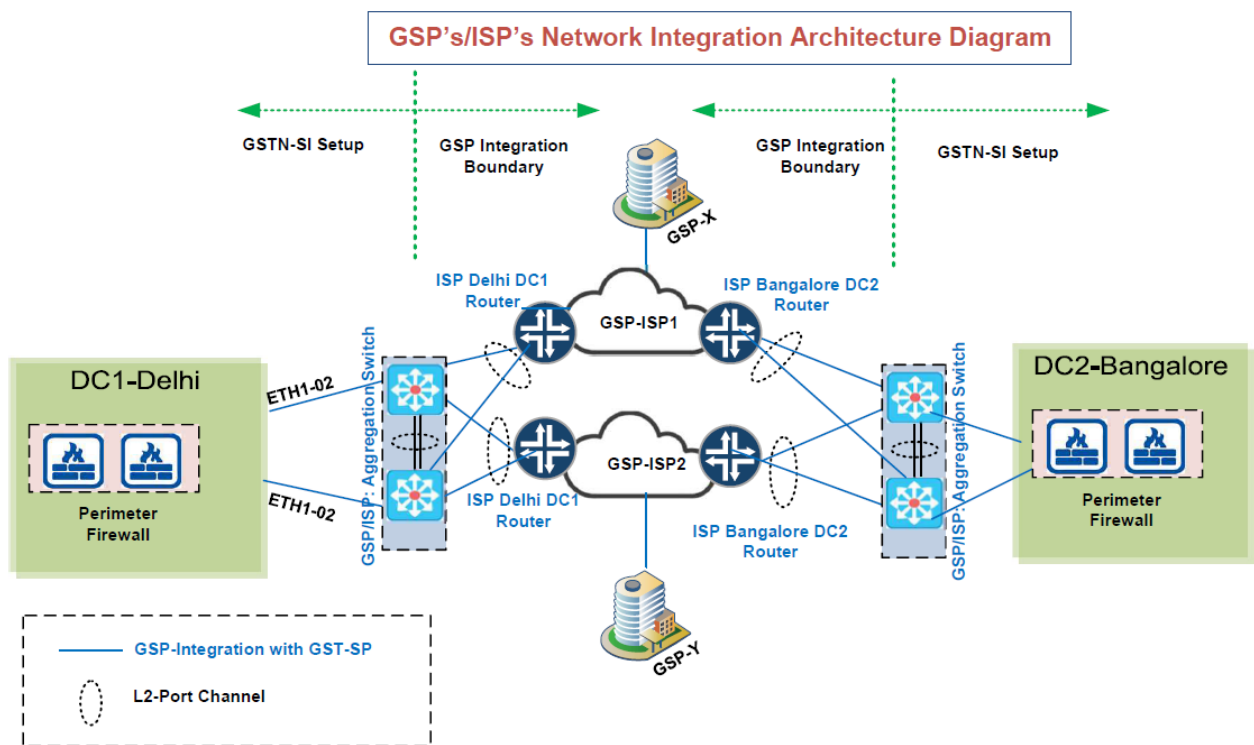 GSP's/ISP's Network Integration Architecture Diagram
GSTN-SI Setup
GSP Integration
Boundary
GSP Integration
Boundary
GSTN-SI Setup
GSP-X
ISP Delhi DC1
Router
ISP Bangalore DC2
Router
GSP-ISP1
DC1-Delhi
ETH1-02
GSP/ISP: Aggregation Switch
Perimeter
Firewall
ETH1-02
GSP-ISP2
ISP Delhi DC1
Router
ISP Bangalore DC2
Router
GSP/ISP: Aggregation Switch
DC2-Bangalore
Perimeter
Firewall
GSP-Y
GSP-Integration with GST-SP
L2-Port Channel